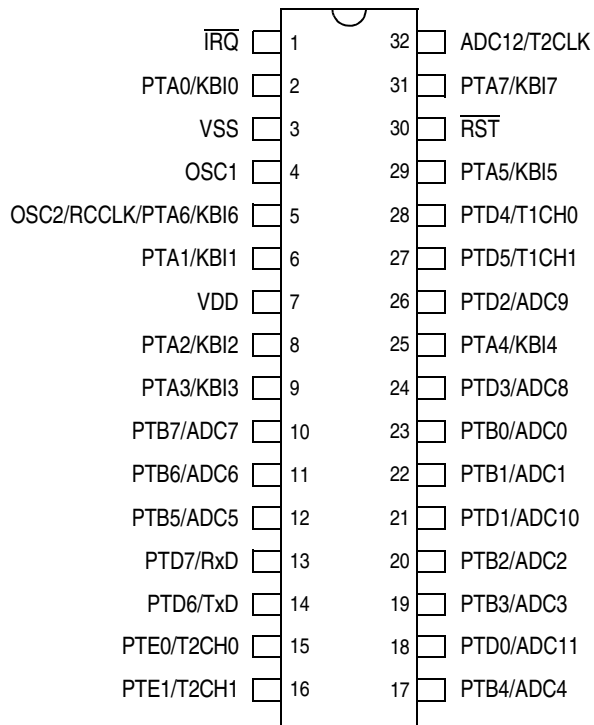 IRQ 1 32 ADC12/T2CLK
PTA0/KBI0 2 31 PTA7/KBI7
VSS 3 30 RST
OSC1 4 29 PTA5/KBI5
OSC2/RCCLK/PTA6/KBI6 5 28 PTD4/T1CH0
PTA1/KBI1 6 27 PTD5/T1CH1
VDD 7 26 PTD2/ADC9
PTA2/KBI2 8 25 PTA4/KBI4
PTA3/KBI3 9 24 PTD3/ADC8
PTB7/ADC7 10 23 PTB0/ADC0
PTB6/ADC6 11 22 PTB1/ADC1
PTB5/ADC5 12 21 PTD1/ADC10
PTD7/RxD 13 20 PTB2/ADC2
PTD6/TxD 14 19 PTB3/ADC3
PTE0/T2CH0 15 18 PTD0/ADC11
PTE1/T2CH1 16 17 PTB4/ADC4